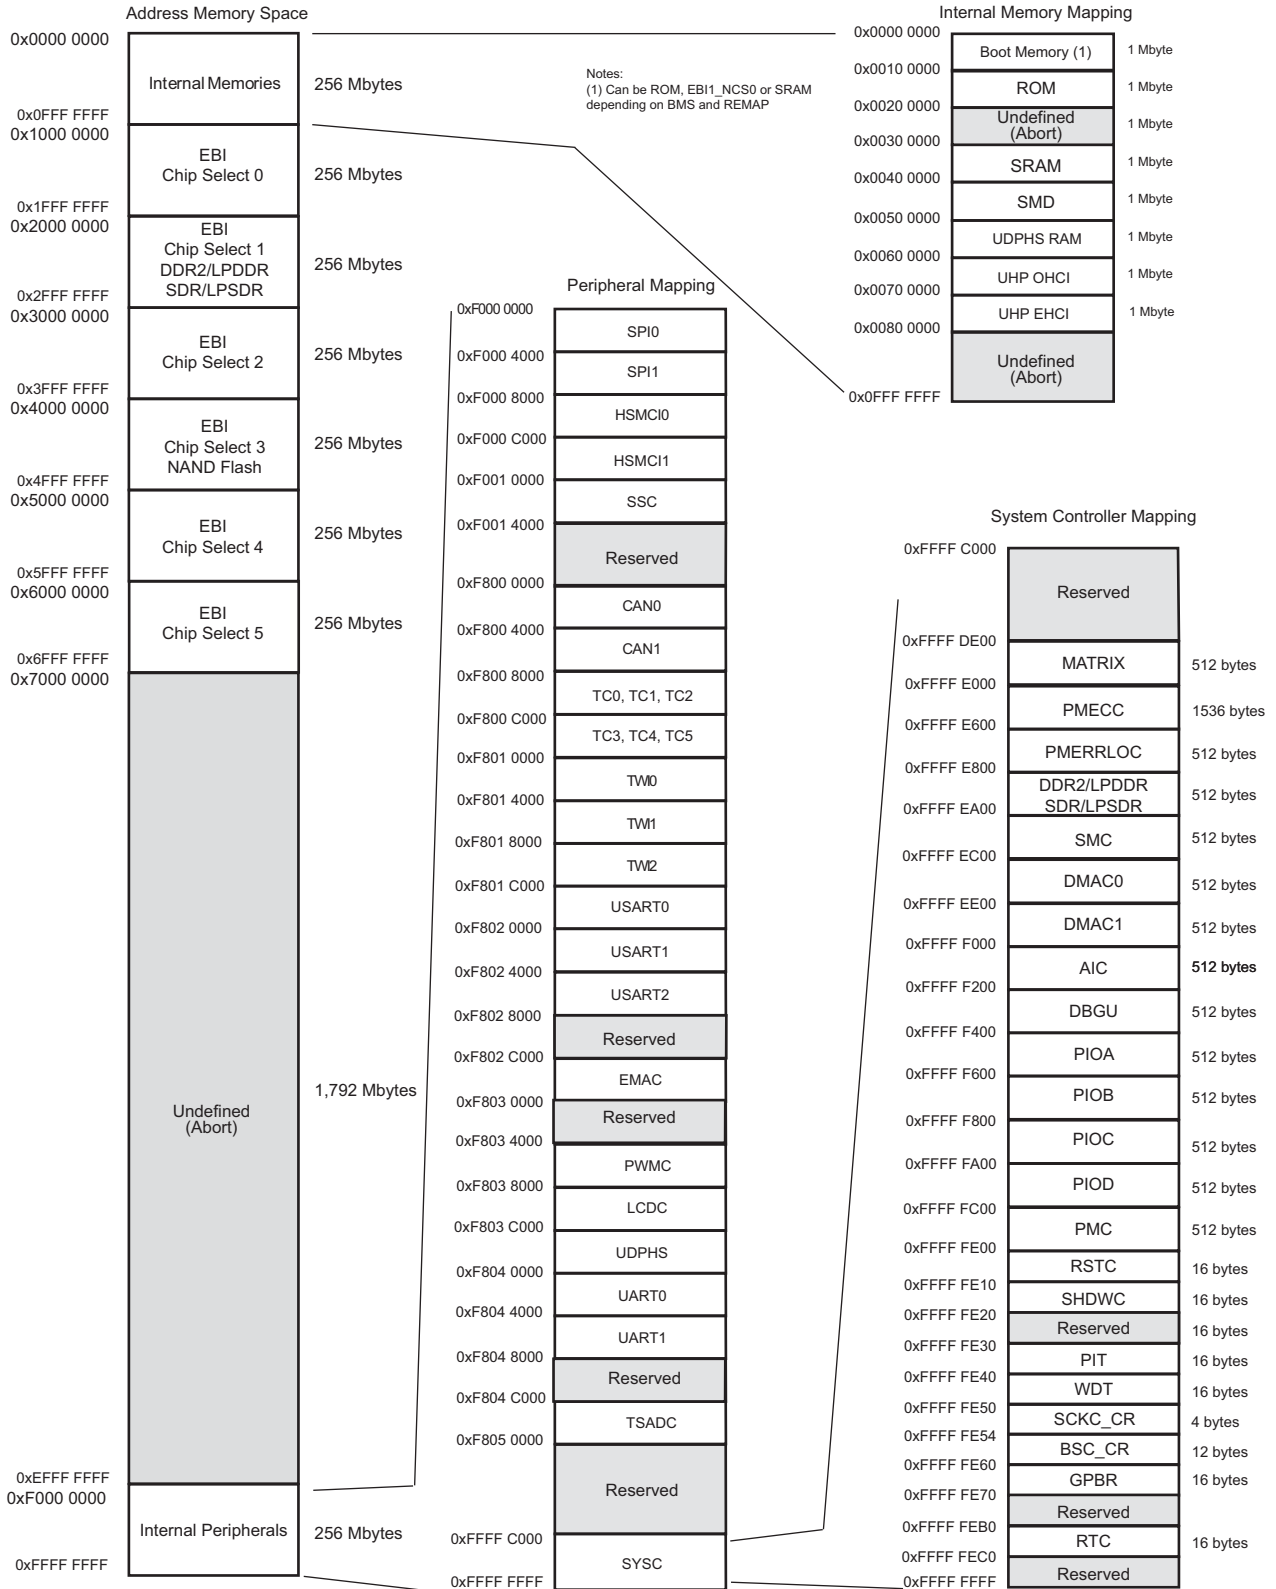 Address Memory Space
0x0000 0000
Internal Memories
256 Mbytes
0x0FFF FFFF
0x1000 0000
EBI
Chip Select 0
256 Mbytes
0x1FFF FFFF
0x2000 0000
EBI
Chip Select 1
DDR2/LPDDR
SDR/LPSDR
256 Mbytes
0x2FFF FFFF
0x3000 0000
EBI
Chip Select 2
256 Mbytes
0x3FFF FFFF
0x4000 0000
EBI
Chip Select 3
NAND Flash
256 Mbytes
0x4FFF FFFF
0x5000 0000
EBI
Chip Select 4
256 Mbytes
0x5FFF FFFF
0x6000 0000
EBI
Chip Select 5
256 Mbytes
0x6FFF FFFF
0x7000 0000
Undefined
(Abort)
1,792 Mbytes
0xEFFF FFFF
0xF000 0000
Internal Peripherals
256 Mbytes
0xFFFF FFFF
Notes:
(1) Can be ROM, EBI1_NCS0 or SRAM
depending on BMS and REMAP
Peripheral Mapping
0xF000 0000
SPI0
0xF000 4000
SPI1
0xF000 8000
HSMCI0
0xF000 C000
HSMCI1
0xF001 0000
SSC
0xF001 4000
Reserved
0xF800 0000
CAN0
0xF800 4000
CAN1
0xF800 8000
TC0, TC1, TC2
0xF800 C000
TC3, TC4, TC5
0xF801 0000
TWI0
0xF801 4000
TWI1
0xF801 8000
TWI2
0xF801 C000
USART0
0xF802 0000
USART1
0xF802 4000
USART2
0xF802 8000
Reserved
0xF802 C000
EMAC
0xF803 0000
Reserved
0xF803 4000
PWMC
0xF803 8000
LCDC
0xF803 C000
UDPHS
0xF804 0000
UART0
0xF804 4000
UART1
0xF804 8000
Reserved
0xF804 C000
TSADC
0xF805 0000
Reserved
0xFFFF C000
SYSC
0xFFFF FFFF
Internal Memory Mapping
0x0000 0000
Boot Memory (1)
1 Mbyte
0x0010 0000
ROM
1 Mbyte
0x0020 0000
Undefined
(Abort)
1 Mbyte
0x0030 0000
SRAM
1 Mbyte
0x0040 0000
SMD
1 Mbyte
0x0050 0000
UDPHS RAM
1 Mbyte
0x0060 0000
UHP OHCI
1 Mbyte
0x0070 0000
UHP EHCI
1 Mbyte
0x0080 0000
Undefined
(Abort)
0x0FFF FFFF
System Controller Mapping
0xFFFF C000
Reserved
0xFFFF DE00
MATRIX
512 bytes
0xFFFF E000
PMECC
1536 bytes
0xFFFF E600
PMERRLOC
512 bytes
0xFFFF E800
DDR2/LPDDR
SDR/LPSDR
512 bytes
0xFFFF EA00
SMC
512 bytes
0xFFFF EC00
DMAC0
512 bytes
0xFFFF EE00
DMAC1
512 bytes
0xFFFF F000
AIC
512 bytes
0xFFFF F200
DBGU
512 bytes
0xFFFF F400
PIOA
512 bytes
0xFFFF F600
PIOB
512 bytes
0xFFFF F800
PIOC
512 bytes
0xFFFF FA00
PIOD
512 bytes
0xFFFF FC00
PMC
512 bytes
0xFFFF FE00
RSTC
16 bytes
0xFFFF FE10
SHDWC
16 bytes
0xFFFF FE20
Reserved
16 bytes
0xFFFF FE30
PIT
16 bytes
0xFFFF FE40
WDT
16 bytes
0xFFFF FE50
SCKC_CR
4 bytes
0xFFFF FE54
BSC_CR
12 bytes
0xFFFF FE60
GPBR
16 bytes
0xFFFF FE70
Reserved
0xFFFF FEB0
RTC
16 bytes
0xFFFF FEC0
Reserved
0xFFFF FFFF